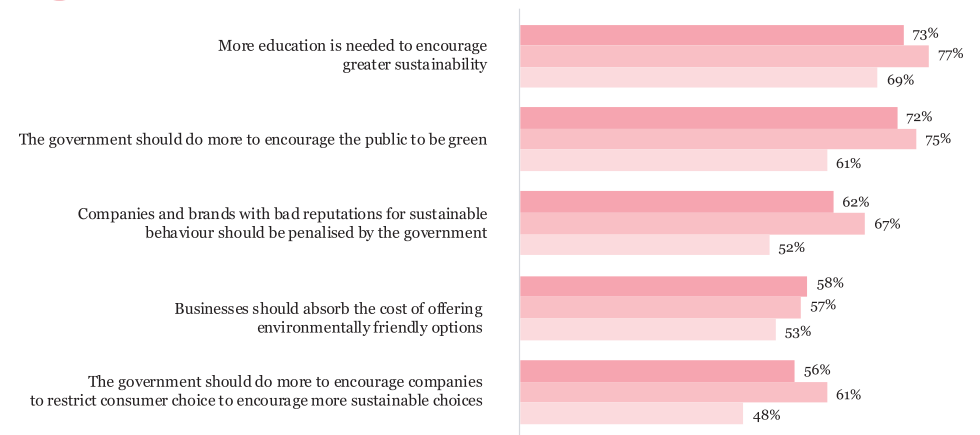 More education is needed to encourage
greater sustainability
73%
77%
69%
The government should do more to encourage the public to be green
72%
75%
61%
Companies and brands with bad reputations for sustainable
behaviour should be penalised by the government
62%
67%
52%
Businesses should absorb the cost of offering
environmentally friendly options
58%
57%
53%
The government should do more to encourage companies
to restrict consumer choice to encourage more sustainable choices
56%
61%
48%